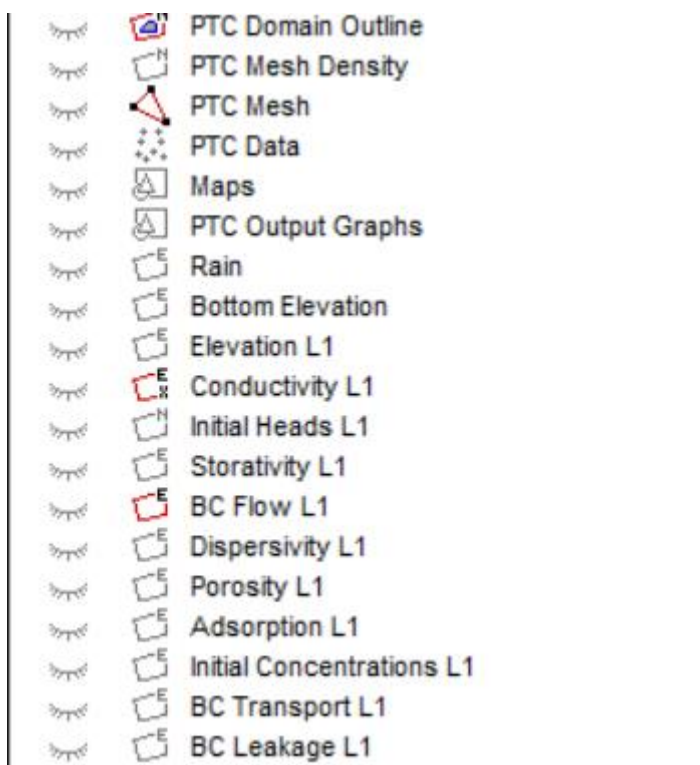 PTC Domain Outline
PTC Mesh Density
PTC Mesh
PTC Data
Maps
PTC Output Graphs
Rain
Bottom Elevation
Elevation L1
Conductivity L1
Initial Heads L1
Storativity L1
BC Flow L1
Dispersivity L1
Porosity L1
Adsorption L1
Initial Concentrations L1
BC Transport L1
BC Leakage L1